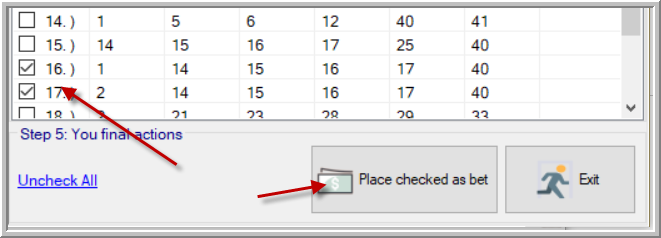 14. ) 1 5 6 12 40 41
15. ) 14 15 16 17 25 40
16. ) 1 14 15 16 17 40
17. ) 2 14 15 16 17 40
18. ) 21 23 28 29 33
Step 5: You final actions
Uncheck All
Place checked as bet
Exit